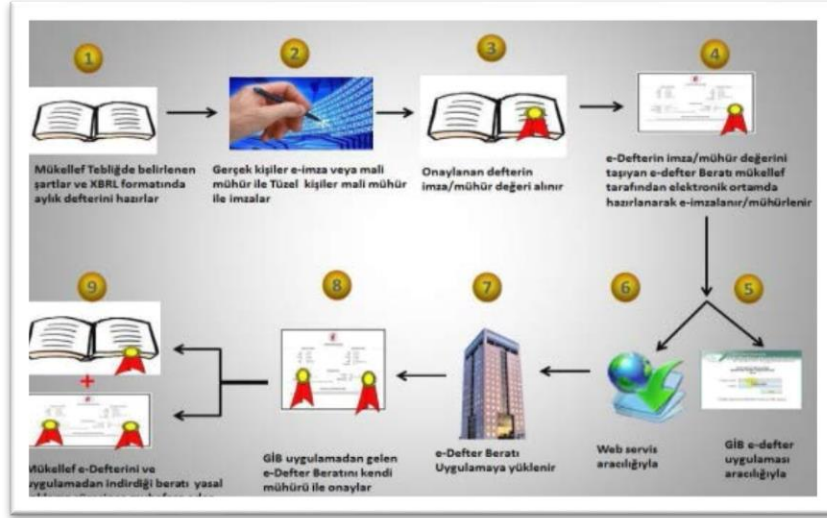 1
Mükellef Tebliğde belirlenen
şartlar ve XBRL formatında
aylık defterini hazırlar
2
Gerçek kişiler e-imza veya mali
mühür ile Tüzel kişiler mali mühür
ile imzalar
3
Onaylanan defterin
imza/mühür değeri alınır
4
e-Defterin imza/mühür değerini
taşıyan e-defter Beratı mükellef
tarafından elektronik ortamda
hazırlanarak e-imzalanır/mühürlenir
5
GİB e-defter
uygulaması
aracılığıyla
6
Web servis
aracılığıyla
7
e-Defter Beratı
Uygulamaya yüklenir
8
GİB uygulamadan gelen
e-Defter Beratını kendi
mühürü ile onaylar
9
+
Mükellef e-Defterini ve
uygulamadan indirdiği beratı yasal